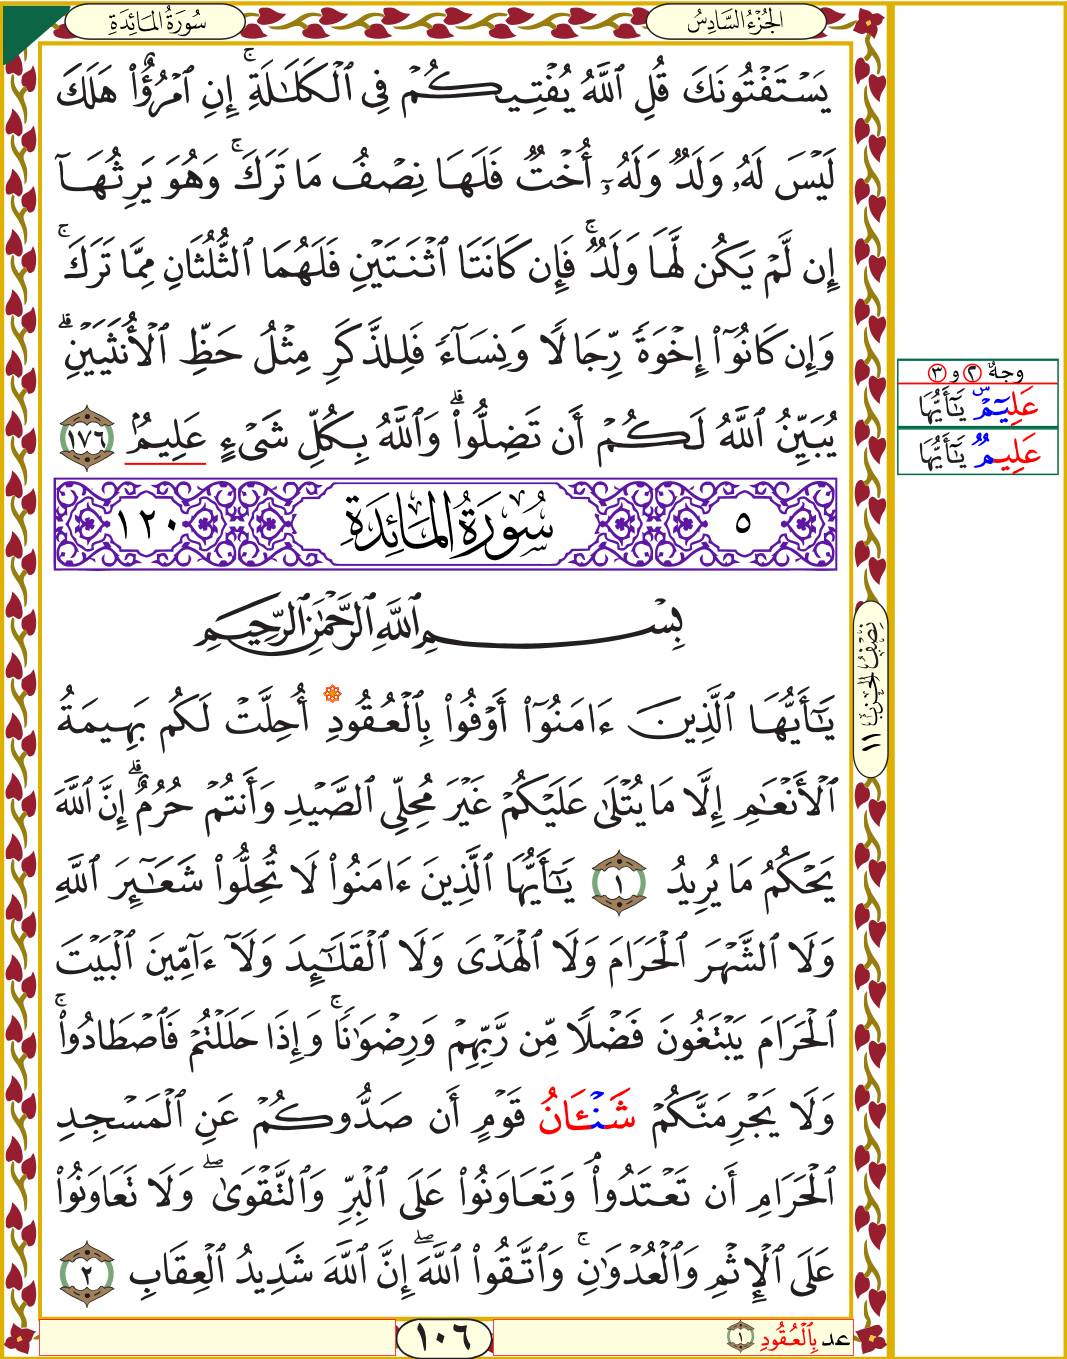 الجُزْءُ السَّادِسُ
سُورَةُ المَائِدَةِ
يَسۡتَفۡتُونَكَ قُلِ ٱللَّهُ يُفۡتِيكُمۡ فِي ٱلۡكَلَٰلَةِۚ إِنِ ٱمۡرُؤٌاْ هَلَكَ
لَيۡسَ لَهُۥ وَلَدٞ وَلَهُۥٓ أُخۡتٞ فَلَهَا نِصۡفُ مَا تَرَكَۚ وَهُوَ يَرِثُهَآ
إِن لَّمۡ يَكُن لَّهَا وَلَدٞۚ فَإِن كَانَتَا ٱثۡنَتَيۡنِ فَلَهُمَا ٱلثُّلُثَانِ مِمَّا تَرَكَۚ
وَإِن كَانُوٓاْ إِخۡوَةٗ رِّجَالٗا وَنِسَآءٗ فَلِلذَّكَرِ مِثۡلُ حَظِّ ٱلۡأُنثَيَيۡنِۗ
يُبَيِّنُ ٱللَّهُ لَكُمۡ أَن تَضِلُّواْۗ وَٱللَّهُ بِكُلِّ شَيۡءٍ عَلِيمُۢ ١٧٦
٥ سُورَةُ المَائِدَةِ ١٢٠
بِسۡمِ ٱللَّهِ ٱلرَّحۡمَٰنِ ٱلرَّحِيمِ
يَٰٓأَيُّهَا ٱلَّذِينَ ءَامَنُوٓاْ أَوۡفُواْ بِٱلۡعُقُودِۚ أُحِلَّتۡ لَكُم بَهِيمَةُ
ٱلۡأَنۡعَٰمِ إِلَّا مَا يُتۡلَىٰ عَلَيۡكُمۡ غَيۡرَ مُحِلِّي ٱلصَّيۡدِ وَأَنتُمۡ حُرُمٌۗ إِنَّ ٱللَّهَ
يَحۡكُمُ مَا يُرِيدُ ١ يَٰٓأَيُّهَا ٱلَّذِينَ ءَامَنُواْ لَا تُحِلُّواْ شَعَٰٓئِرَ ٱللَّهِ
وَلَا ٱلشَّهۡرَ ٱلۡحَرَامَ وَلَا ٱلۡهَدۡيَ وَلَا ٱلۡقَلَٰٓئِدَ وَلَآ ءَآمِّينَ ٱلۡبَيۡتَ
ٱلۡحَرَامَ يَبۡتَغُونَ فَضۡلٗا مِّن رَّبِّهِمۡ وَرِضۡوَٰنٗاۚ وَإِذَا حَلَلۡتُمۡ فَٱصۡطَادُواْۚ
وَلَا يَجۡرِمَنَّكُمۡ شَنۡـَٔانُ قَوۡمٍ أَن صَدُّوكُمۡ عَنِ ٱلۡمَسۡجِدِ
ٱلۡحَرَامِ أَن تَعۡتَدُواْۘ وَتَعَاوَنُواْ عَلَى ٱلۡبِرِّ وَٱلتَّقۡوَىٰۖ وَلَا تَعَاوَنُواْ
عَلَى ٱلۡإِثۡمِ وَٱلۡعُدۡوَٰنِۚ وَٱتَّقُواْ ٱللَّهَۖ إِنَّ ٱللَّهَ شَدِيدُ ٱلۡعِقَابِ ٢
عد بِٱلۡعُقُودِ ١
١٠٦
وجهٌ ٢ و ٣
عَلِيمٞ يَٰٓأَيُّهَا
عَلِيمٞ يَٰٓأَيُّهَا
نِصْفُ الحِزْبِ ١١